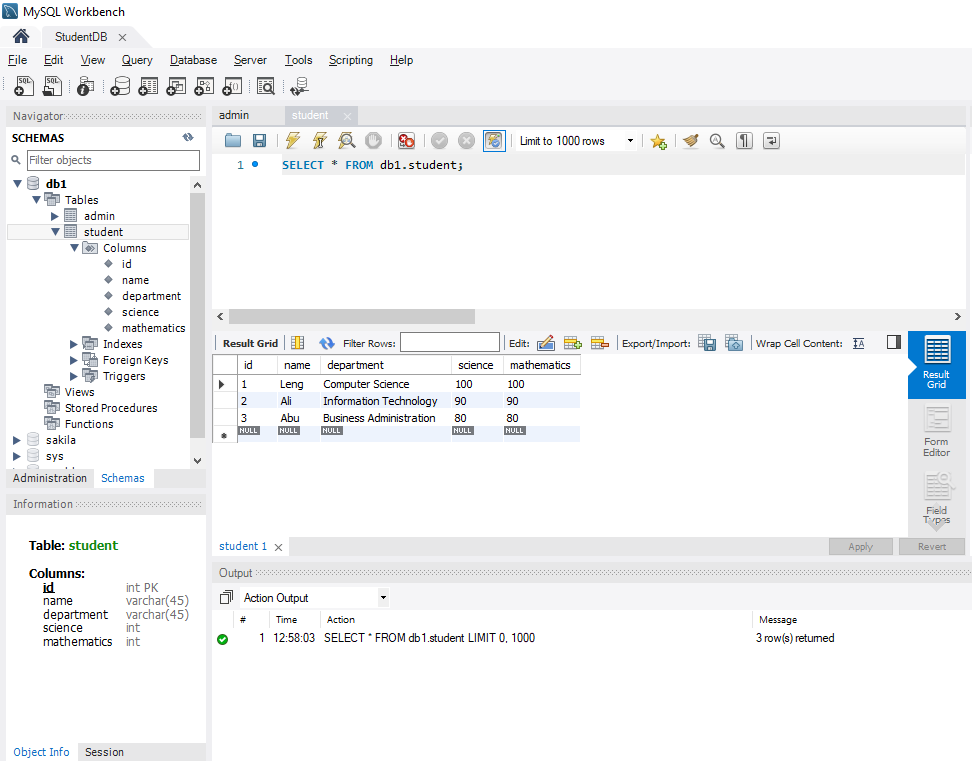 MySQL Workbench
StudentDB
File Edit View Query Database Server Tools Scripting Help
Navigator
SCHEMAS
Filter objects
db1
Tables
admin
student
Columns
id
name
department
science
mathematics
Indexes
Foreign Keys
Triggers
Views
Stored Procedures
Functions
sakila
sys
Administration Schemas
Information
Table: student
Columns:
id int PK
name varchar(45)
department varchar(45)
science int
mathematics int
Object Info Session
admin student
Limit to 1000 rows
1 SELECT * FROM db1.student;
Result Grid Filter Rows: Edit: Export/Import: Wrap Cell Content:
id name department science mathematics
1 Leng Computer Science 100 100
2 Ali Information Technology 90 90
3 Abu Business Administration 80 80
NULL NULL NULL NULL NULL
Result
Grid
Form
Editor
Field
Types
student 1 Apply Revert
Output
Action Output
# Time Action Message
1 12:58:03 SELECT * FROM db1.student LIMIT 0, 1000 3 row(s) returned